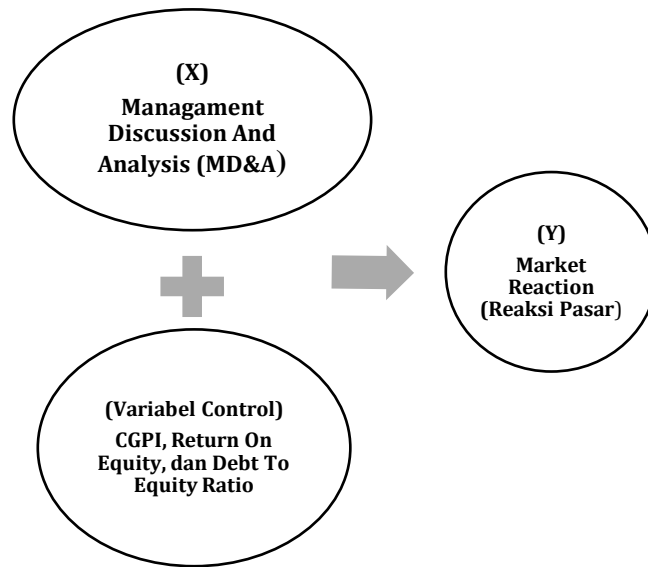 (X)
Managament
Discussion And
Analysis (MD&A)
(Y)
Market
Reaction
(Reaksi Pasar)
(Variabel Control)
CGPI, Return On
Equity, dan Debt To
Equity Ratio